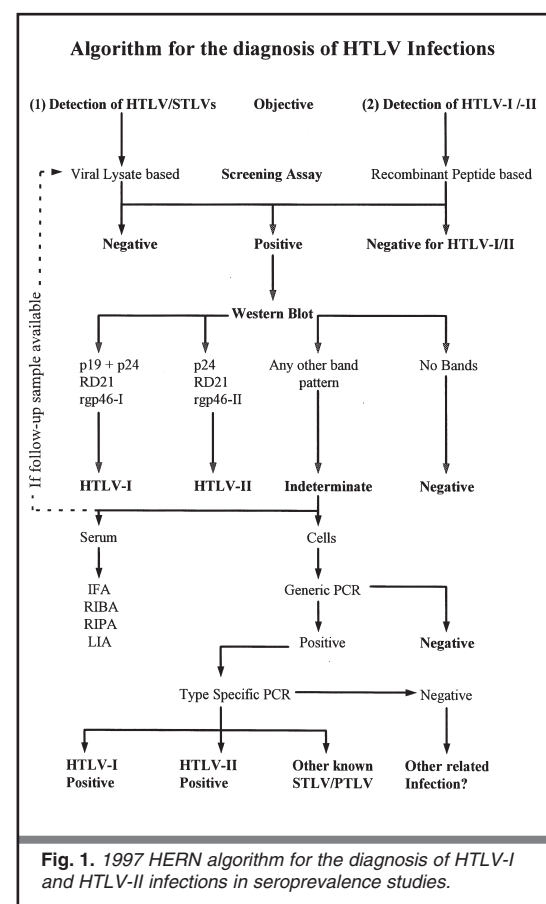 Algorithm for the diagnosis of HTLV Infections
(1) Detection of HTLV/STLVs Objective (2) Detection of HTLV-I /-II
Viral Lysate based Screening Assay Recombinant Peptide based
Negative Positive Negative for HTLV-I/II
Western Blot
p19 + p24 p24 Any other band No Bands
RD21 RD21 pattern
rgp46-I rgp46-II
If follow-up sample available
HTLV-I HTLV-II Indeterminate Negative
Serum Cells
IFA Generic PCR
RIBA
RIPA
LIA Positive Negative
Type Specific PCR Negative
HTLV-I HTLV-II Other known Other related
Positive Positive STLV/PTLV Infection?
Fig. 1. 1997 HERN algorithm for the diagnosis of HTLV-I
and HTLV-II infections in seroprevalence studies.